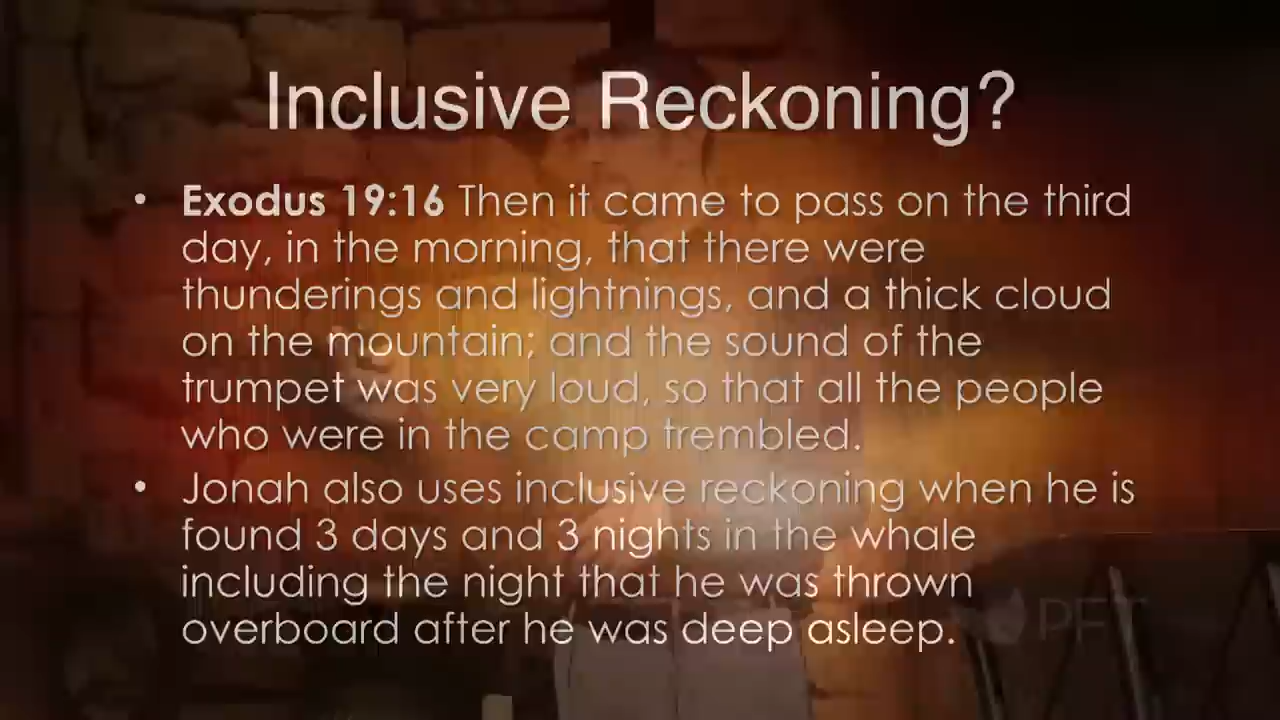 Inclusive Reckoning?
• Exodus 19:16 Then it came to pass on the third
day, in the morning, that there were
thunderings and lightnings, and a thick cloud
on the mountain; and the sound of the
trumpet was very loud, so that all the people
who were in the camp trembled.
• Jonah also uses inclusive reckoning when he is
found 3 days and 3 nights in the whale
including the night that he was thrown
overboard after he was deep asleep.
PFT